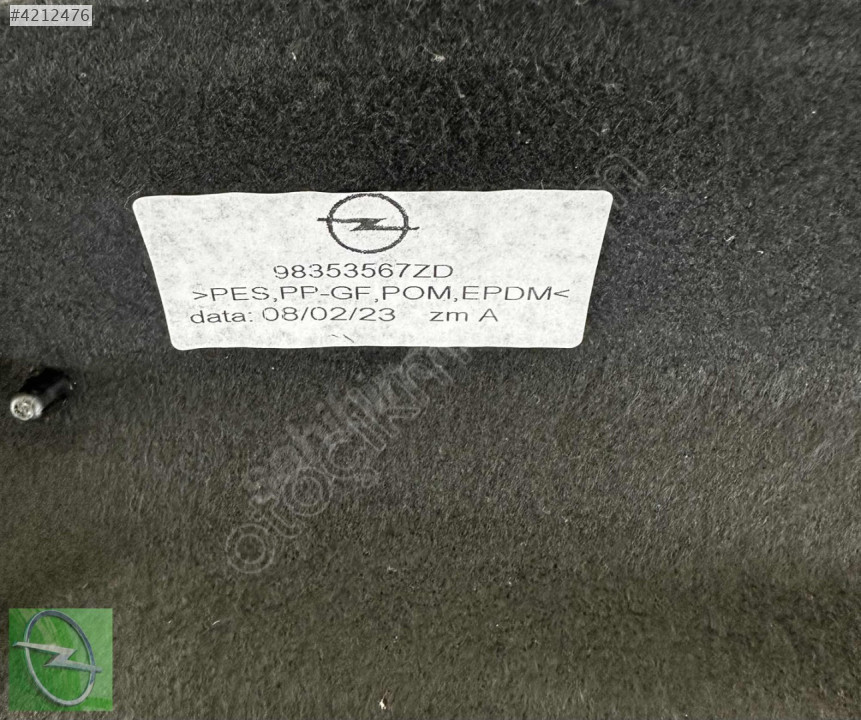 #4212476
98353567ZD
>PES,PP-GF,POM,EPDM<
data: 08/02/23 zm A